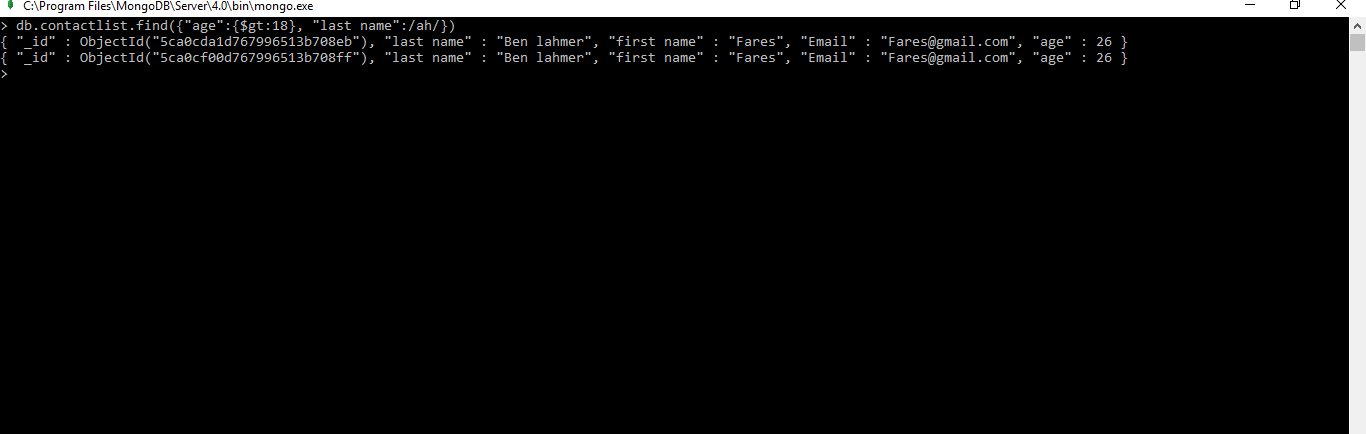 C:\Program Files\MongoDB\Server\4.0\bin\mongo.exe
> db.contactlist.find({"age":{$gt:18}, "last name":/ah/})
{ "_id" : ObjectId("5ca0cda1d767996513b708eb"), "last name" : "Ben lahmer", "first name" : "Fares", "Email" : "Fares@gmail.com", "age" : 26 }
{ "_id" : ObjectId("5ca0cf00d767996513b708ff"), "last name" : "Ben lahmer", "first name" : "Fares", "Email" : "Fares@gmail.com", "age" : 26 }
>